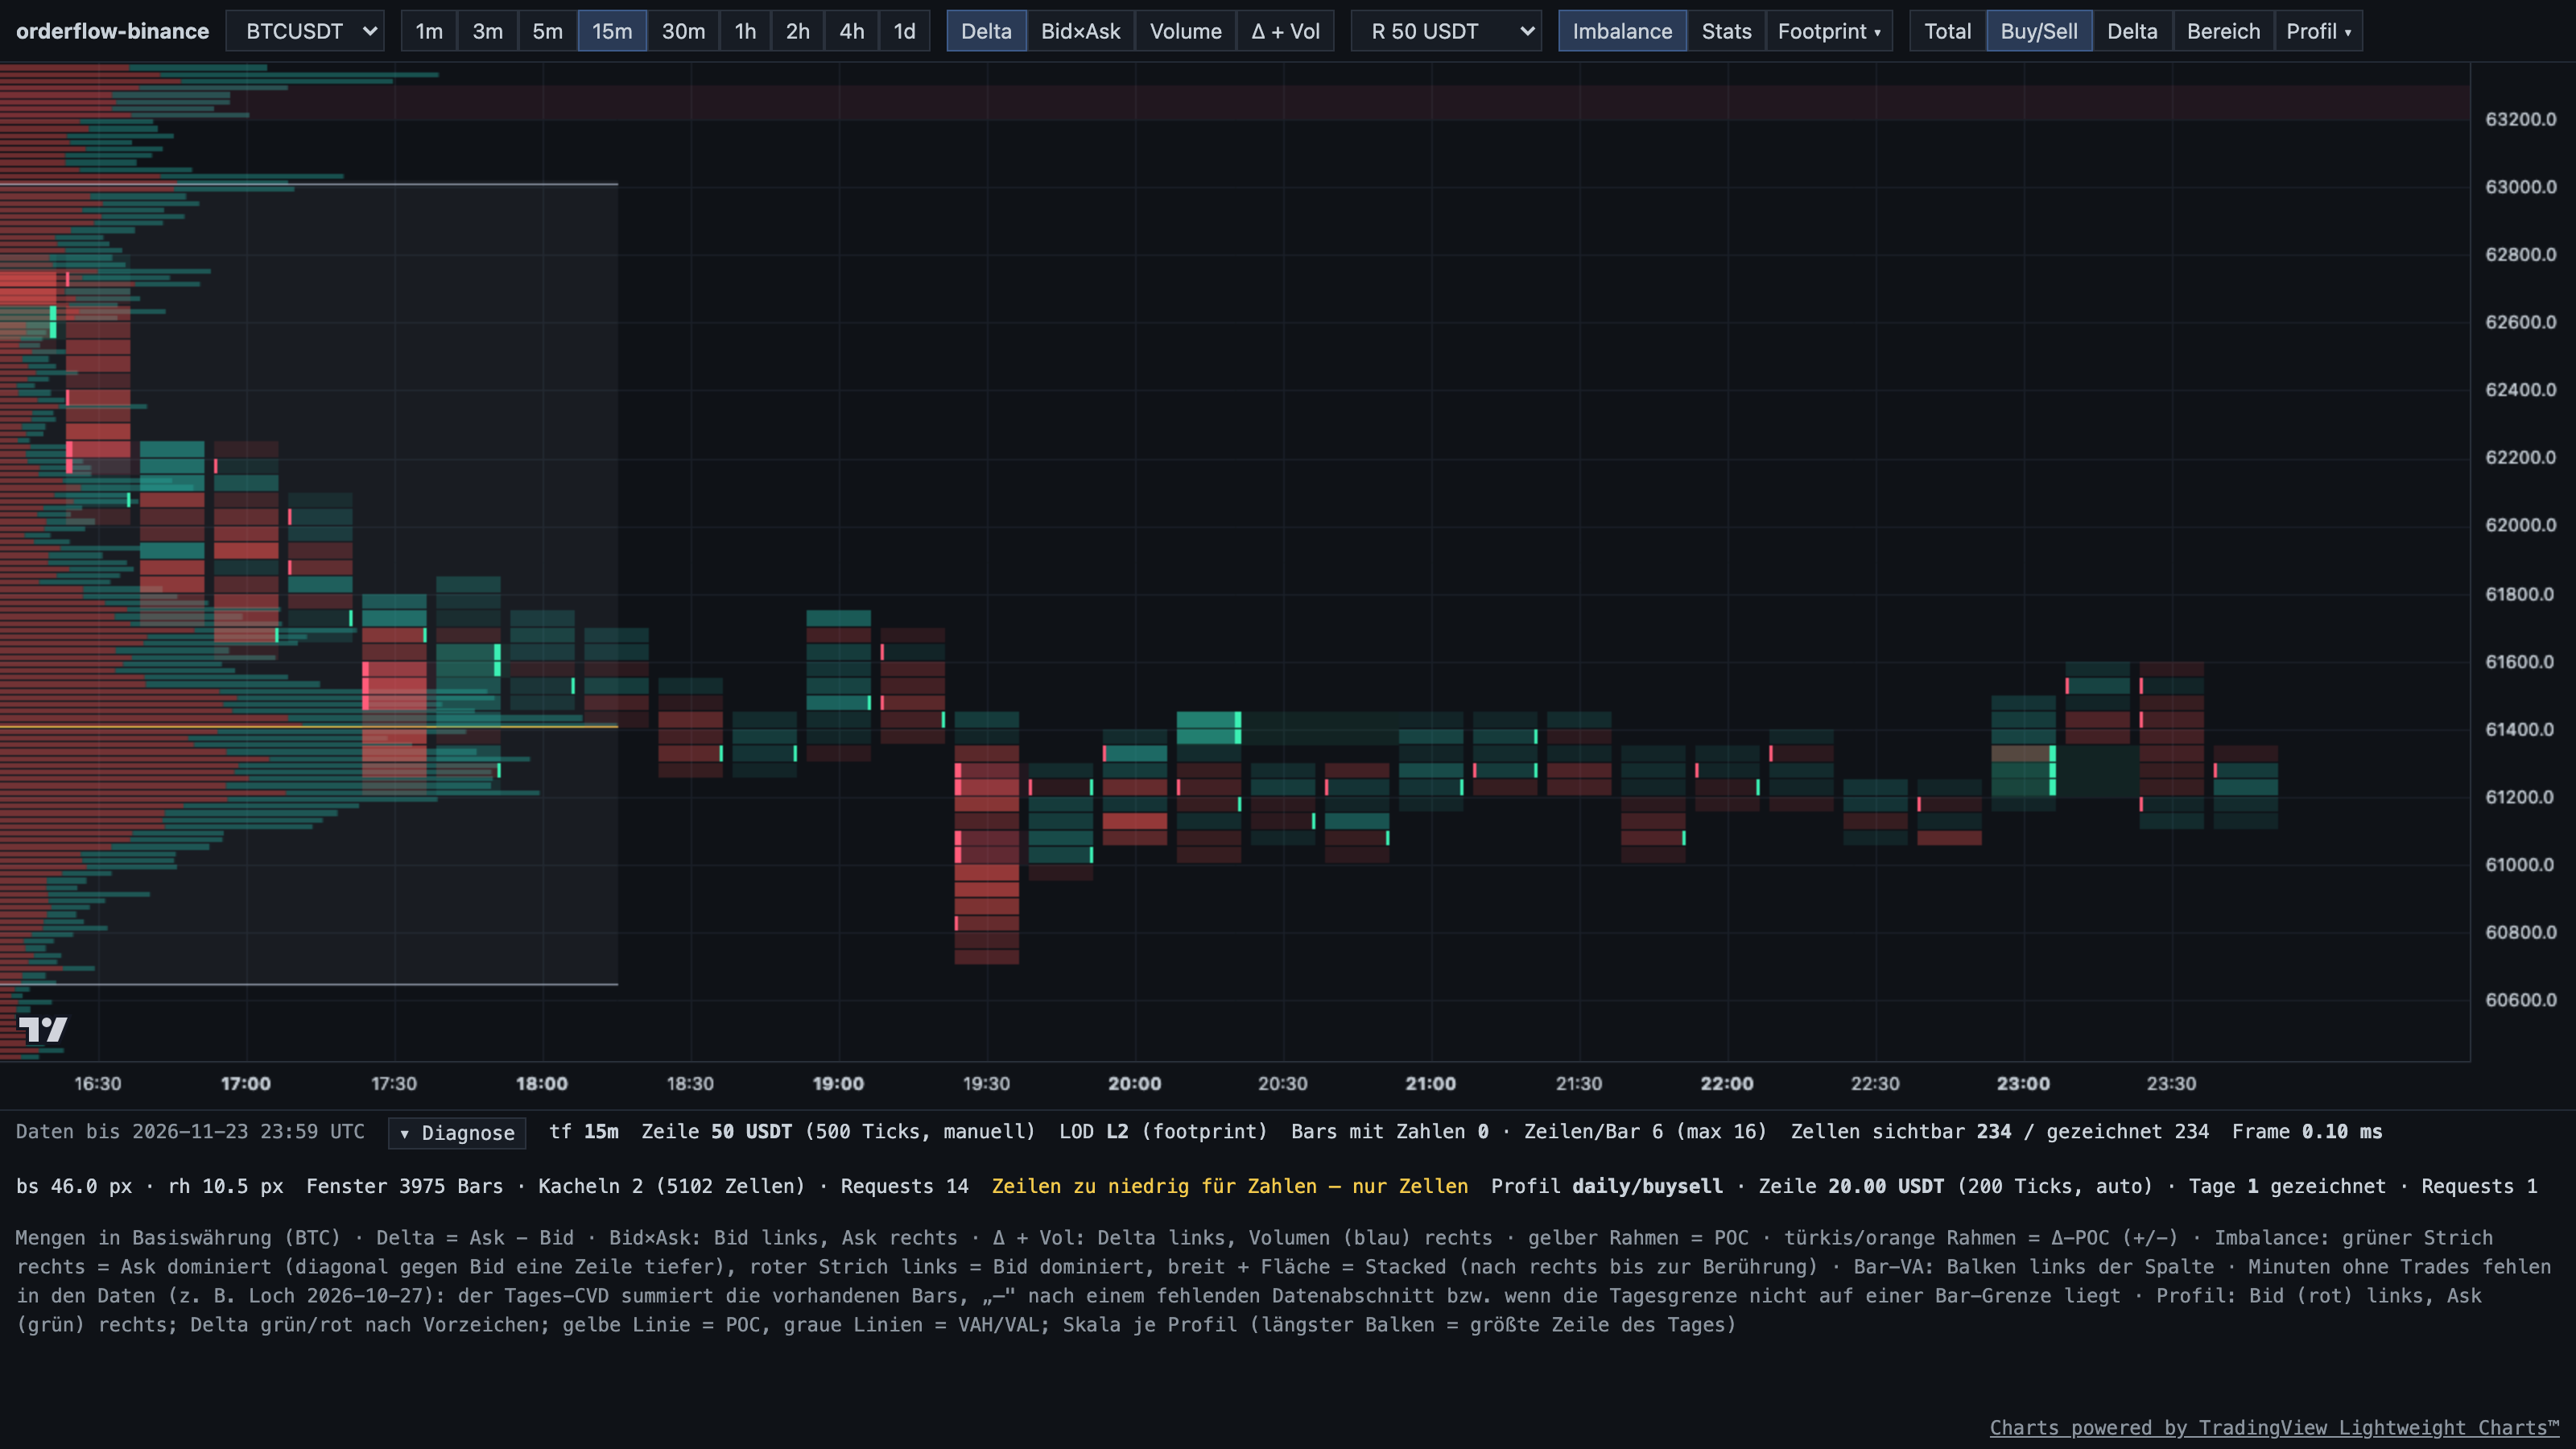 orderflow-binance BTCUSDT 1m 3m 5m 15m 30m 1h 2h 4h 1d Delta Bid×Ask Volume Δ + Vol R 50 USDT Imbalance Stats Footprint ▾ Total Buy/Sell Delta Bereich Profil ▾
63200.0
63000.0
62800.0
62600.0
62400.0
62200.0
62000.0
61800.0
61600.0
61400.0
61200.0
61000.0
60800.0
60600.0
16:30 17:00 17:30 18:00 18:30 19:00 19:30 20:00 20:30 21:00 21:30 22:00 22:30 23:00 23:30
Daten bis 2026–11–23 23:59 UTC ▾ Diagnose tf 15m Zeile 50 USDT (500 Ticks, manuell) LOD L2 (footprint) Bars mit Zahlen 0 · Zeilen/Bar 6 (max 16) Zellen sichtbar 234 / gezeichnet 234 Frame 0.10 ms
bs 46.0 px · rh 10.5 px Fenster 3975 Bars · Kacheln 2 (5102 Zellen) · Requests 14 Zeilen zu niedrig für Zahlen – nur Zellen Profil daily/buysell · Zeile 20.00 USDT (200 Ticks, auto) · Tage 1 gezeichnet · Requests 1
Mengen in Basiswährung (BTC) · Delta = Ask − Bid · Bid×Ask: Bid links, Ask rechts · Δ + Vol: Delta links, Volumen (blau) rechts · gelber Rahmen = POC · türkis/orange Rahmen = Δ–POC (+/−) · Imbalance: grüner Strich
rechts = Ask dominiert (diagonal gegen Bid eine Zeile tiefer), roter Strich links = Bid dominiert, breit + Fläche = Stacked (nach rechts bis zur Berührung) · Bar–VA: Balken links der Spalte · Minuten ohne Trades fehlen
in den Daten (z. B. Loch 2026–10–27): der Tages–CVD summiert die vorhandenen Bars, „—" nach einem fehlenden Datenabschnitt bzw. wenn die Tagesgrenze nicht auf einer Bar–Grenze liegt · Profil: Bid (rot) links, Ask
(grün) rechts; Delta grün/rot nach Vorzeichen; gelbe Linie = POC, graue Linien = VAH/VAL; Skala je Profil (längster Balken = größte Zeile des Tages)
Charts powered by TradingView Lightweight Charts™